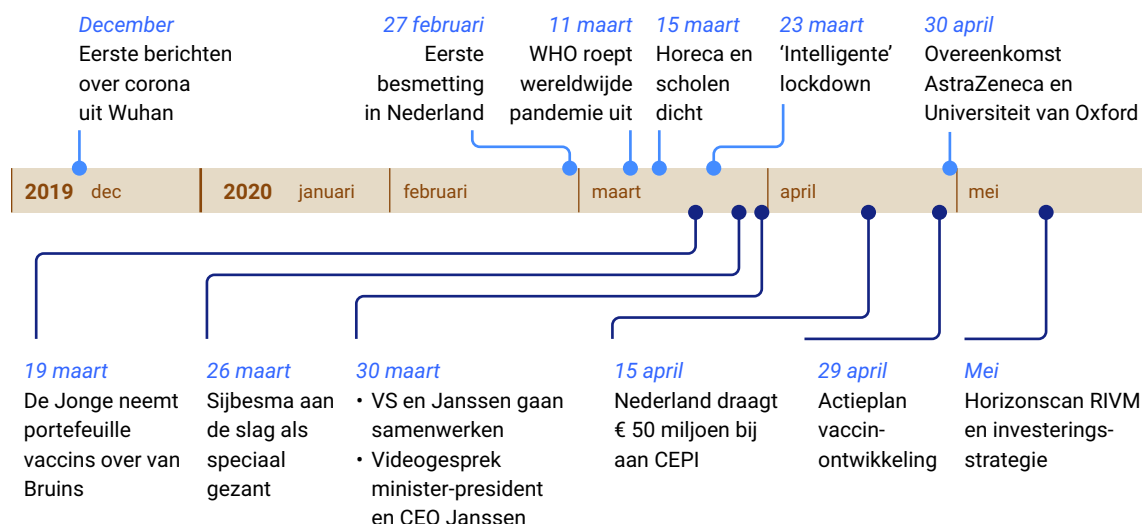 December
Eerste berichten
over corona
uit Wuhan
27 februari
Eerste
besmetting
in Nederland
11 maart
WHO roept
wereldwijde
pandemie uit
15 maart
Horeca en
scholen
dicht
23 maart
‘Intelligente’
lockdown
30 april
Overeenkomst
AstraZeneca en
Universiteit van Oxford
2019 dec 2020 januari februari maart april mei
19 maart
De Jonge neemt
portefeuille
vaccins over van
Bruins
26 maart
Sijbesma aan
de slag als
speciaal
gezant
30 maart
• VS en Janssen gaan
samenwerken
• Videogesprek
minister-president
en CEO Janssen
15 april
Nederland draagt
€ 50 miljoen bij
aan CEPI
29 april
Actieplan
vaccin-
ontwikkeling
Mei
Horizonscan RIVM
en investerings-
strategie